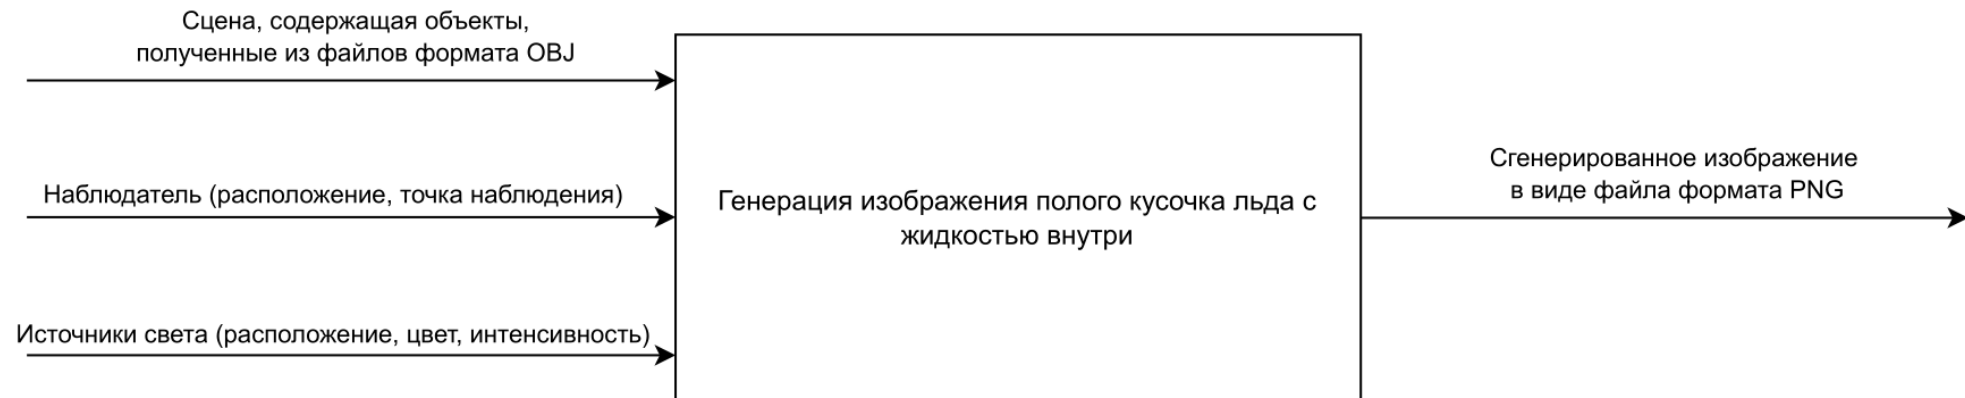 Сцена, содержащая объекты,
полученные из файлов формата OBJ
Наблюдатель (расположение, точка наблюдения)
Источники света (расположение, цвет, интенсивность)
Генерация изображения полого кусочка льда с
жидкостью внутри
Сгенерированное изображение
в виде файла формата PNG